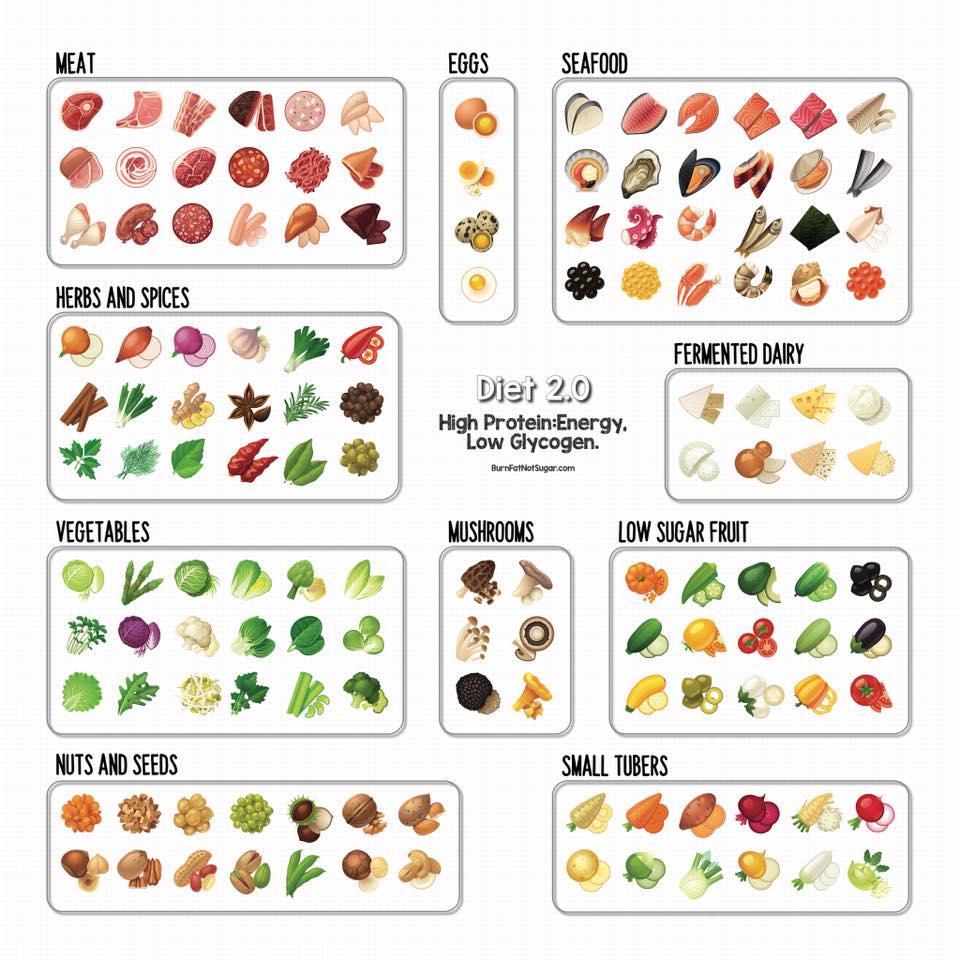 MEAT
EGGS
SEAFOOD
HERBS AND SPICES
FERMENTED DAIRY
Diet 2.0
High Protein:Energy,
Low Glycogen.
BurnFatNotSugar.com
VEGETABLES
MUSHROOMS
LOW SUGAR FRUIT
NUTS AND SEEDS
SMALL TUBERS